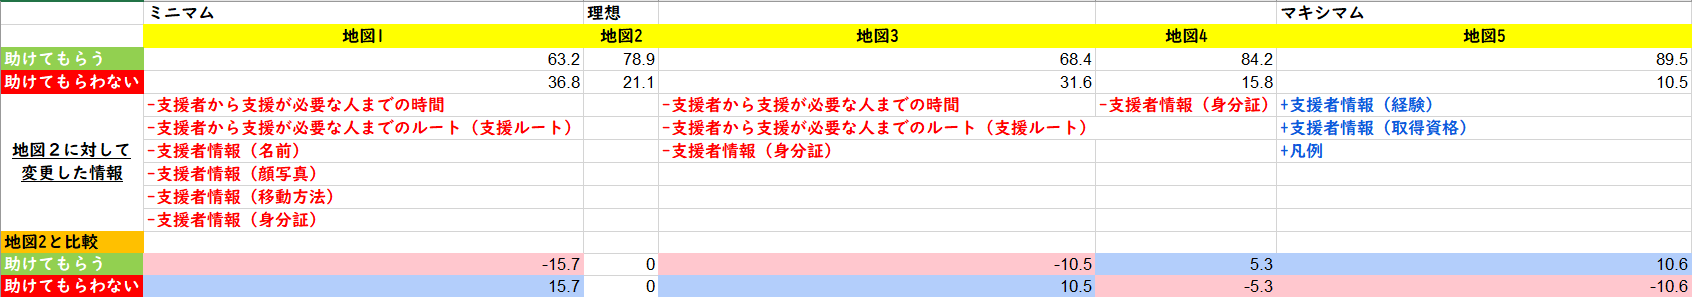 ミニマム 理想 マキシマム
地図1 地図2 地図3 地図4 地図5
助けてもらう 63.2 78.9 68.4 84.2 89.5
助けてもらわない 36.8 21.1 31.6 15.8 10.5
-支援者から支援が必要な人までの時間 -支援者から支援が必要な人までの時間 -支援者情報（身分証） +支援者情報（経験）
-支援者から支援が必要な人までのルート（支援ルート） -支援者から支援が必要な人までのルート（支援ルート） +支援者情報（取得資格）
地図２に対して -支援者情報（名前） -支援者情報（身分証） +凡例
変更した情報 -支援者情報（顔写真）
-支援者情報（移動方法）
-支援者情報（身分証）
地図2と比較
助けてもらう -15.7 0 -10.5 5.3 10.6
助けてもらわない 15.7 0 10.5 -5.3 -10.6